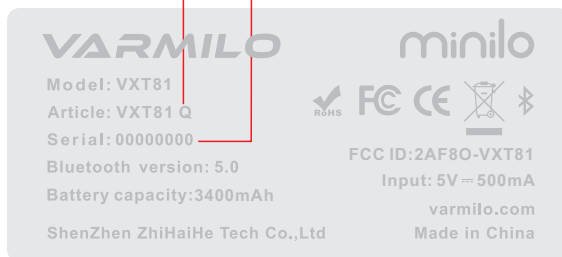 VARMILO
minilo
Model: VXT81
Article: VXT81 Q
Serial: 00000000
Bluetooth version: 5.0
Battery capacity:3400mAh
ShenZhen ZhiHaiHe Tech Co.,Ltd
RoHS FC CE
FCC ID:2AF8O-VXT81
Input: 5V⎓500mA
varmilo.com
Made in China